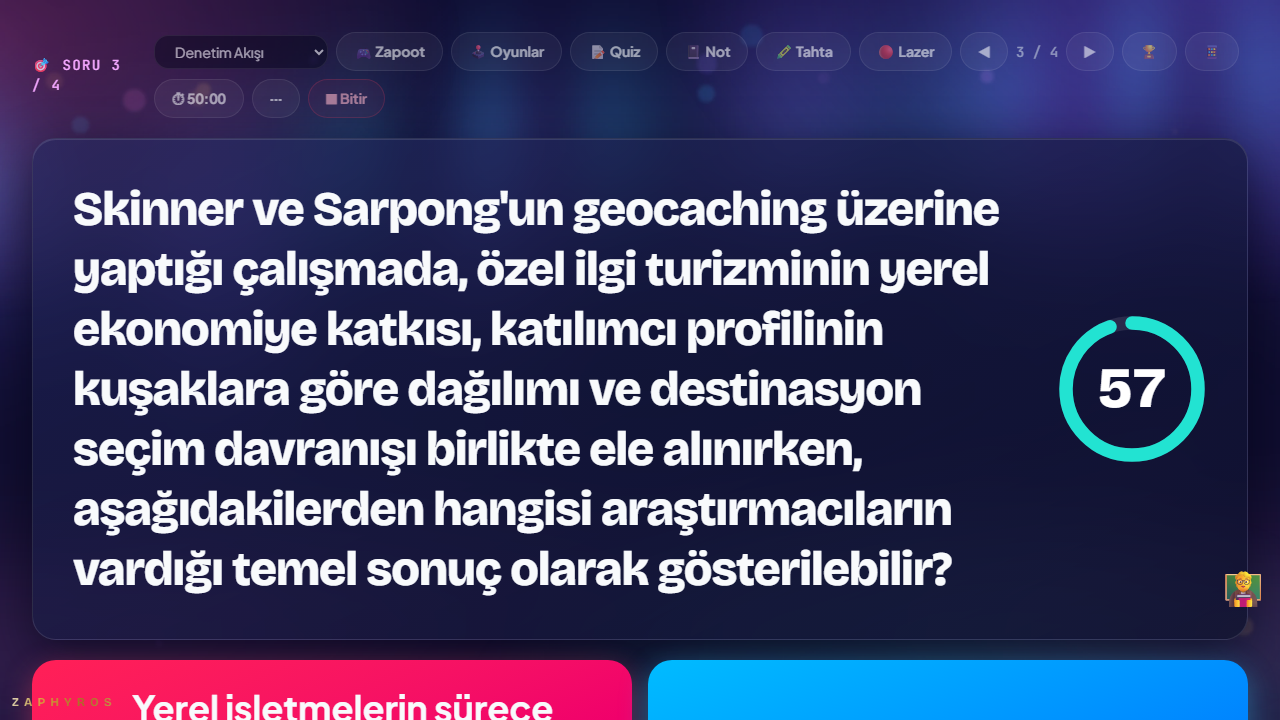 🎯 SORU 3
/ 4
Denetim Akışı
🎮 Zapoot
🕹️ Oyunlar
📝 Quiz
📓 Not
🖍️ Tahta
🔴 Lazer
◀
3 / 4
▶
⏱ 50:00
---
■ Bitir
Skinner ve Sarpong'un geocaching üzerine
yaptığı çalışmada, özel ilgi turizminin yerel
ekonomiye katkısı, katılımcı profilinin
kuşaklara göre dağılımı ve destinasyon
seçim davranışı birlikte ele alınırken,
aşağıdakilerden hangisi araştırmacıların
vardığı temel sonuç olarak gösterilebilir?
57
Yerel işletmelerin sürece
ZAPHYROS